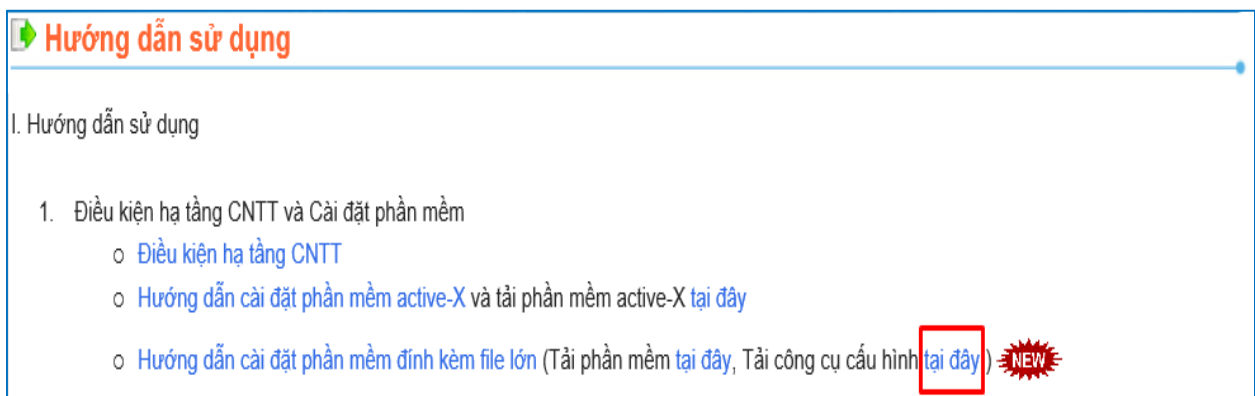 Hướng dẫn sử dụng
I. Hướng dẫn sử dụng
1. Điều kiện hạ tầng CNTT và Cài đặt phần mềm
o Điều kiện hạ tầng CNTT
o Hướng dẫn cài đặt phần mềm active-X và tải phần mềm active-X tại đây
o Hướng dẫn cài đặt phần mềm đính kèm file lớn (Tải phần mềm tại đây, Tải công cụ cấu hình tại đây ) NEW